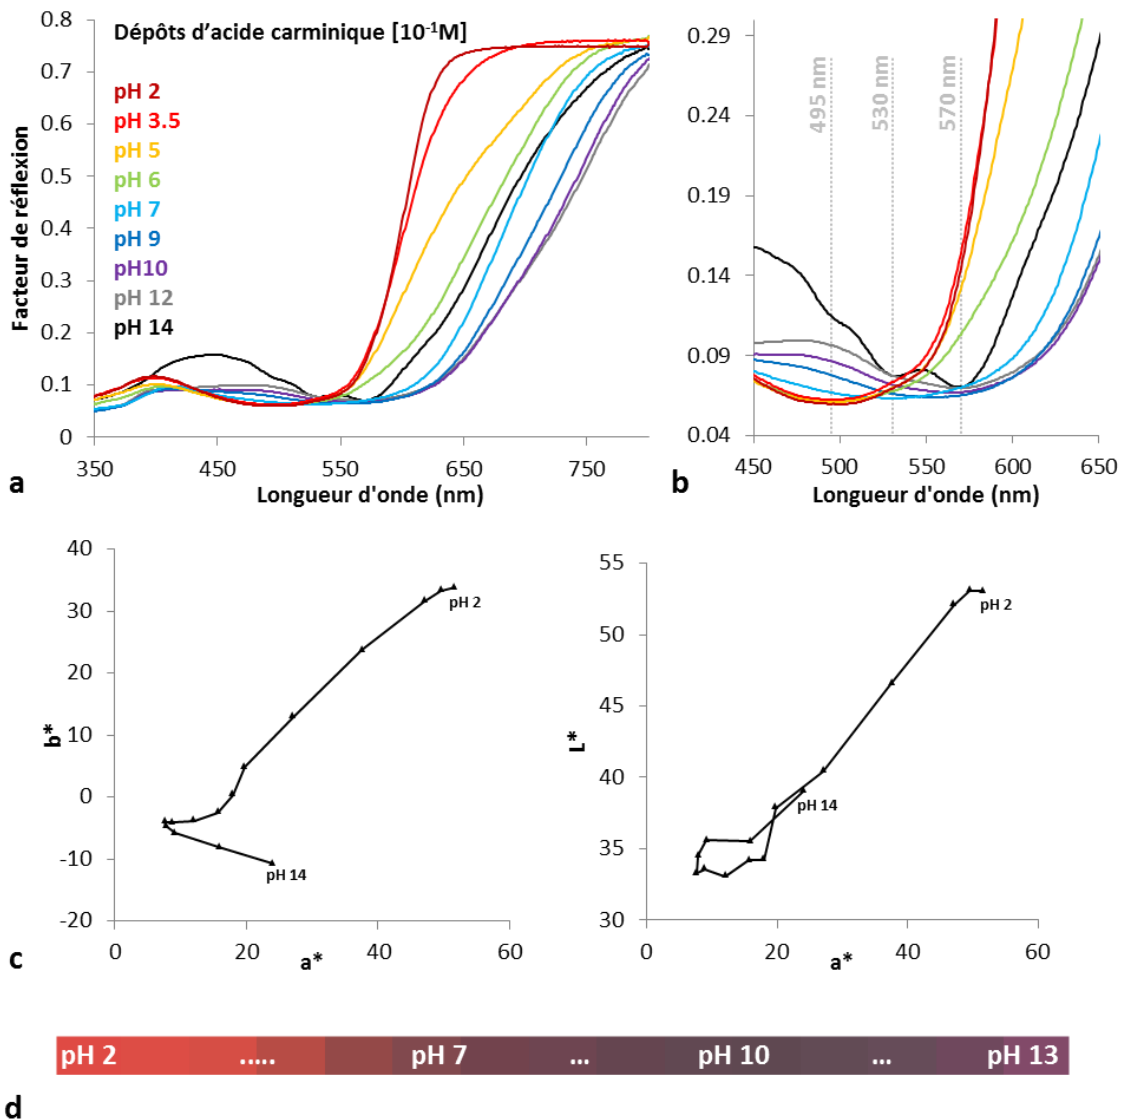 Dépôts d'acide carminique [10⁻¹M]
pH 2
pH 3.5
pH 5
pH 6
pH 7
pH 9
pH10
pH 12
pH 14
Facteur de réflexion
0.8
0.7
0.6
0.5
0.4
0.3
0.2
0.1
0
350 450 550 650 750
Longueur d'onde (nm)
a
0.29
0.24
0.19
0.14
0.09
0.04
495 nm
530 nm
570 nm
450 500 550 600 650
Longueur d'onde (nm)
b
40
30
20
10
0
-10
-20
b*
pH 2
pH 14
0 20 40 60
a*
c
55
50
45
40
35
30
L*
pH 2
pH 14
0 20 40 60
a*
pH 2 ..... pH 7 ... pH 10 ... pH 13
d